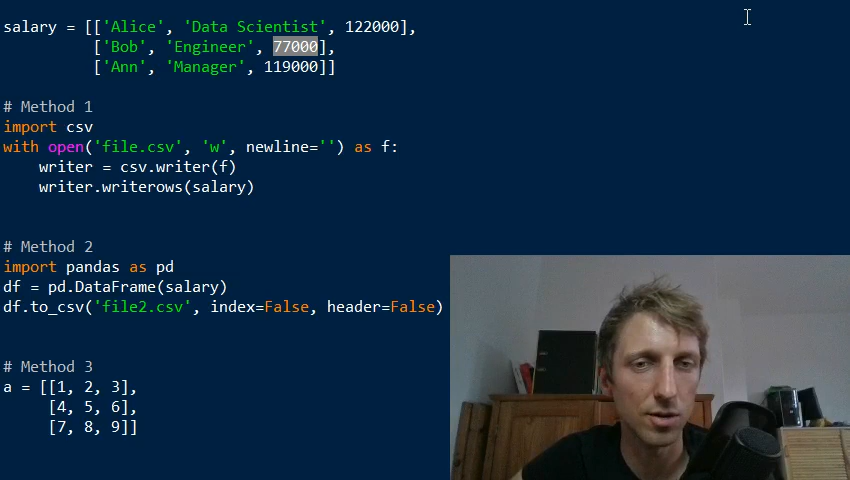 salary = [['Alice', 'Data Scientist', 122000],
['Bob', 'Engineer', 77000],
['Ann', 'Manager', 119000]]
# Method 1
import csv
with open('file.csv', 'w', newline='') as f:
writer = csv.writer(f)
writer.writerows(salary)
# Method 2
import pandas as pd
df = pd.DataFrame(salary)
df.to_csv('file2.csv', index=False, header=False)
# Method 3
a = [[1, 2, 3],
[4, 5, 6],
[7, 8, 9]]